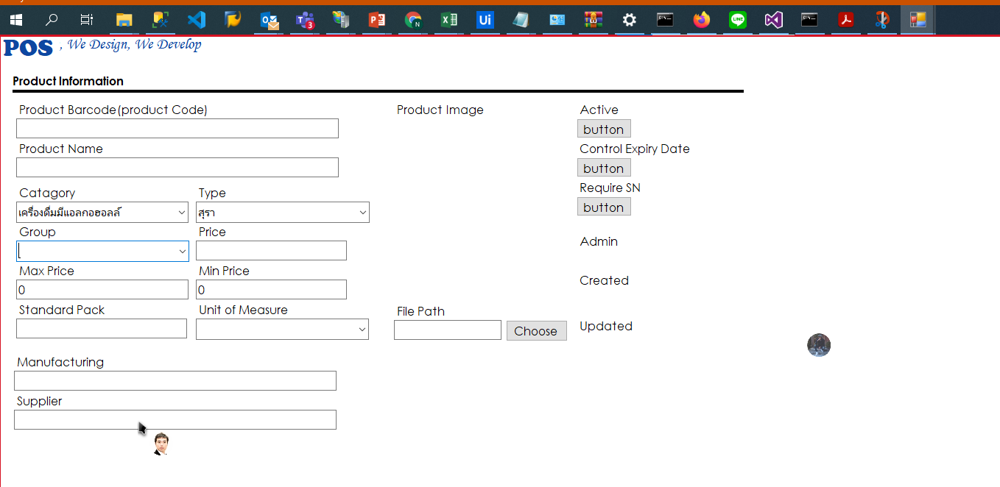 POS , We Design, We Develop
Product Information
Product Barcode(product Code)
Product Image
Active
button
Product Name
Control Expiry Date
button
Catagory
Type
Require SN
เครื่องดื่มมีแอลกอฮอลล์
สุรา
button
Group
Price
Admin
Max Price
Min Price
Created
0
0
Standard Pack
Unit of Measure
File Path
Choose
Updated
Manufacturing
Supplier